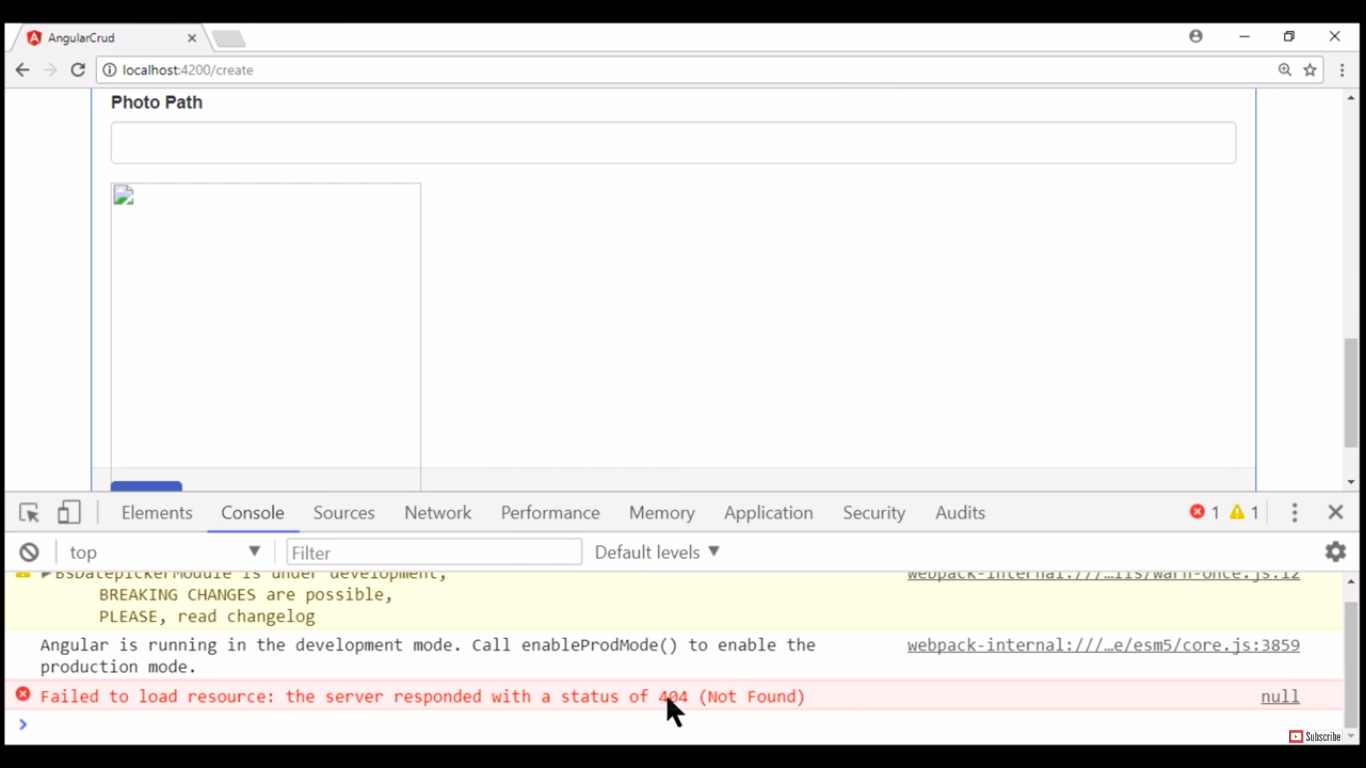 AngularCrud
localhost:4200/create
Photo Path
Elements Console Sources Network Performance Memory Application Security Audits 1 1
top Filter Default levels
BsDatepickerModule is under development, webpack-internal:///…ils/warn-once.js:12
BREAKING CHANGES are possible,
PLEASE, read changelog
Angular is running in the development mode. Call enableProdMode() to enable the webpack-internal:///…e/esm5/core.js:3859
production mode.
Failed to load resource: the server responded with a status of 404 (Not Found) null
Subscribe